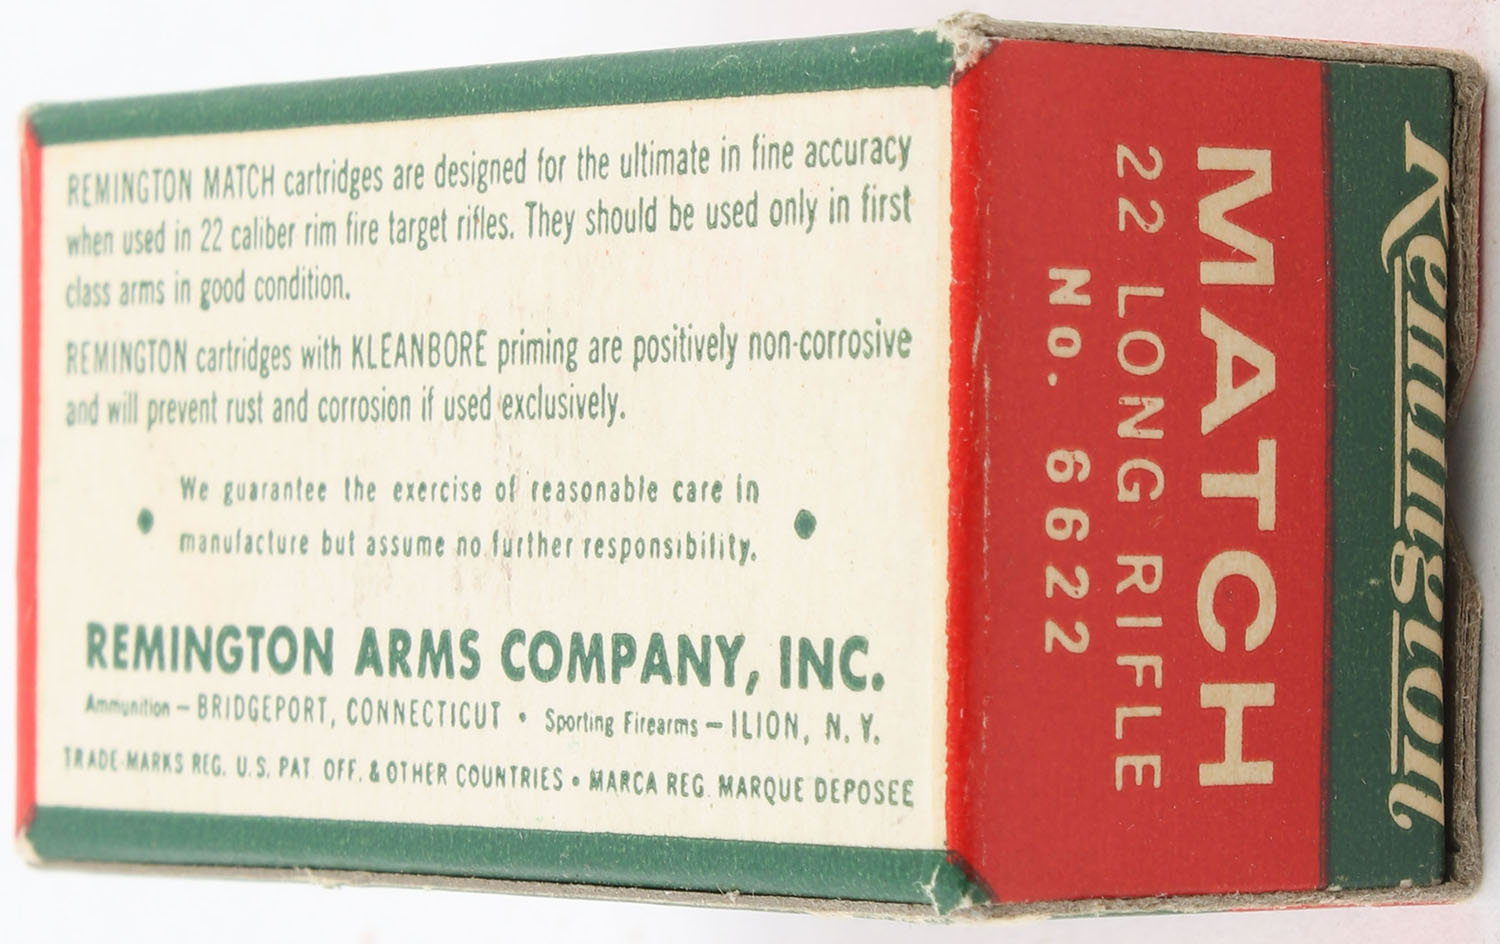 REMINGTON MATCH cartridges are designed for the ultimate in fine accuracy
when used in 22 caliber rim fire target rifles. They should be used only in first
class arms in good condition.
REMINGTON cartridges with KLEANBORE priming are positively non-corrosive
and will prevent rust and corrosion if used exclusively.
We guarantee the exercise of reasonable care in
• manufacture but assume no further responsibility. •
REMINGTON ARMS COMPANY, INC.
Ammunition — BRIDGEPORT, CONNECTICUT • Sporting Firearms — ILION, N. Y.
TRADE-MARKS REG. U.S. PAT. OFF. & OTHER COUNTRIES • MARCA REG. MARQUE DEPOSEE
Remington
MATCH
22 LONG RIFLE
No. 6622